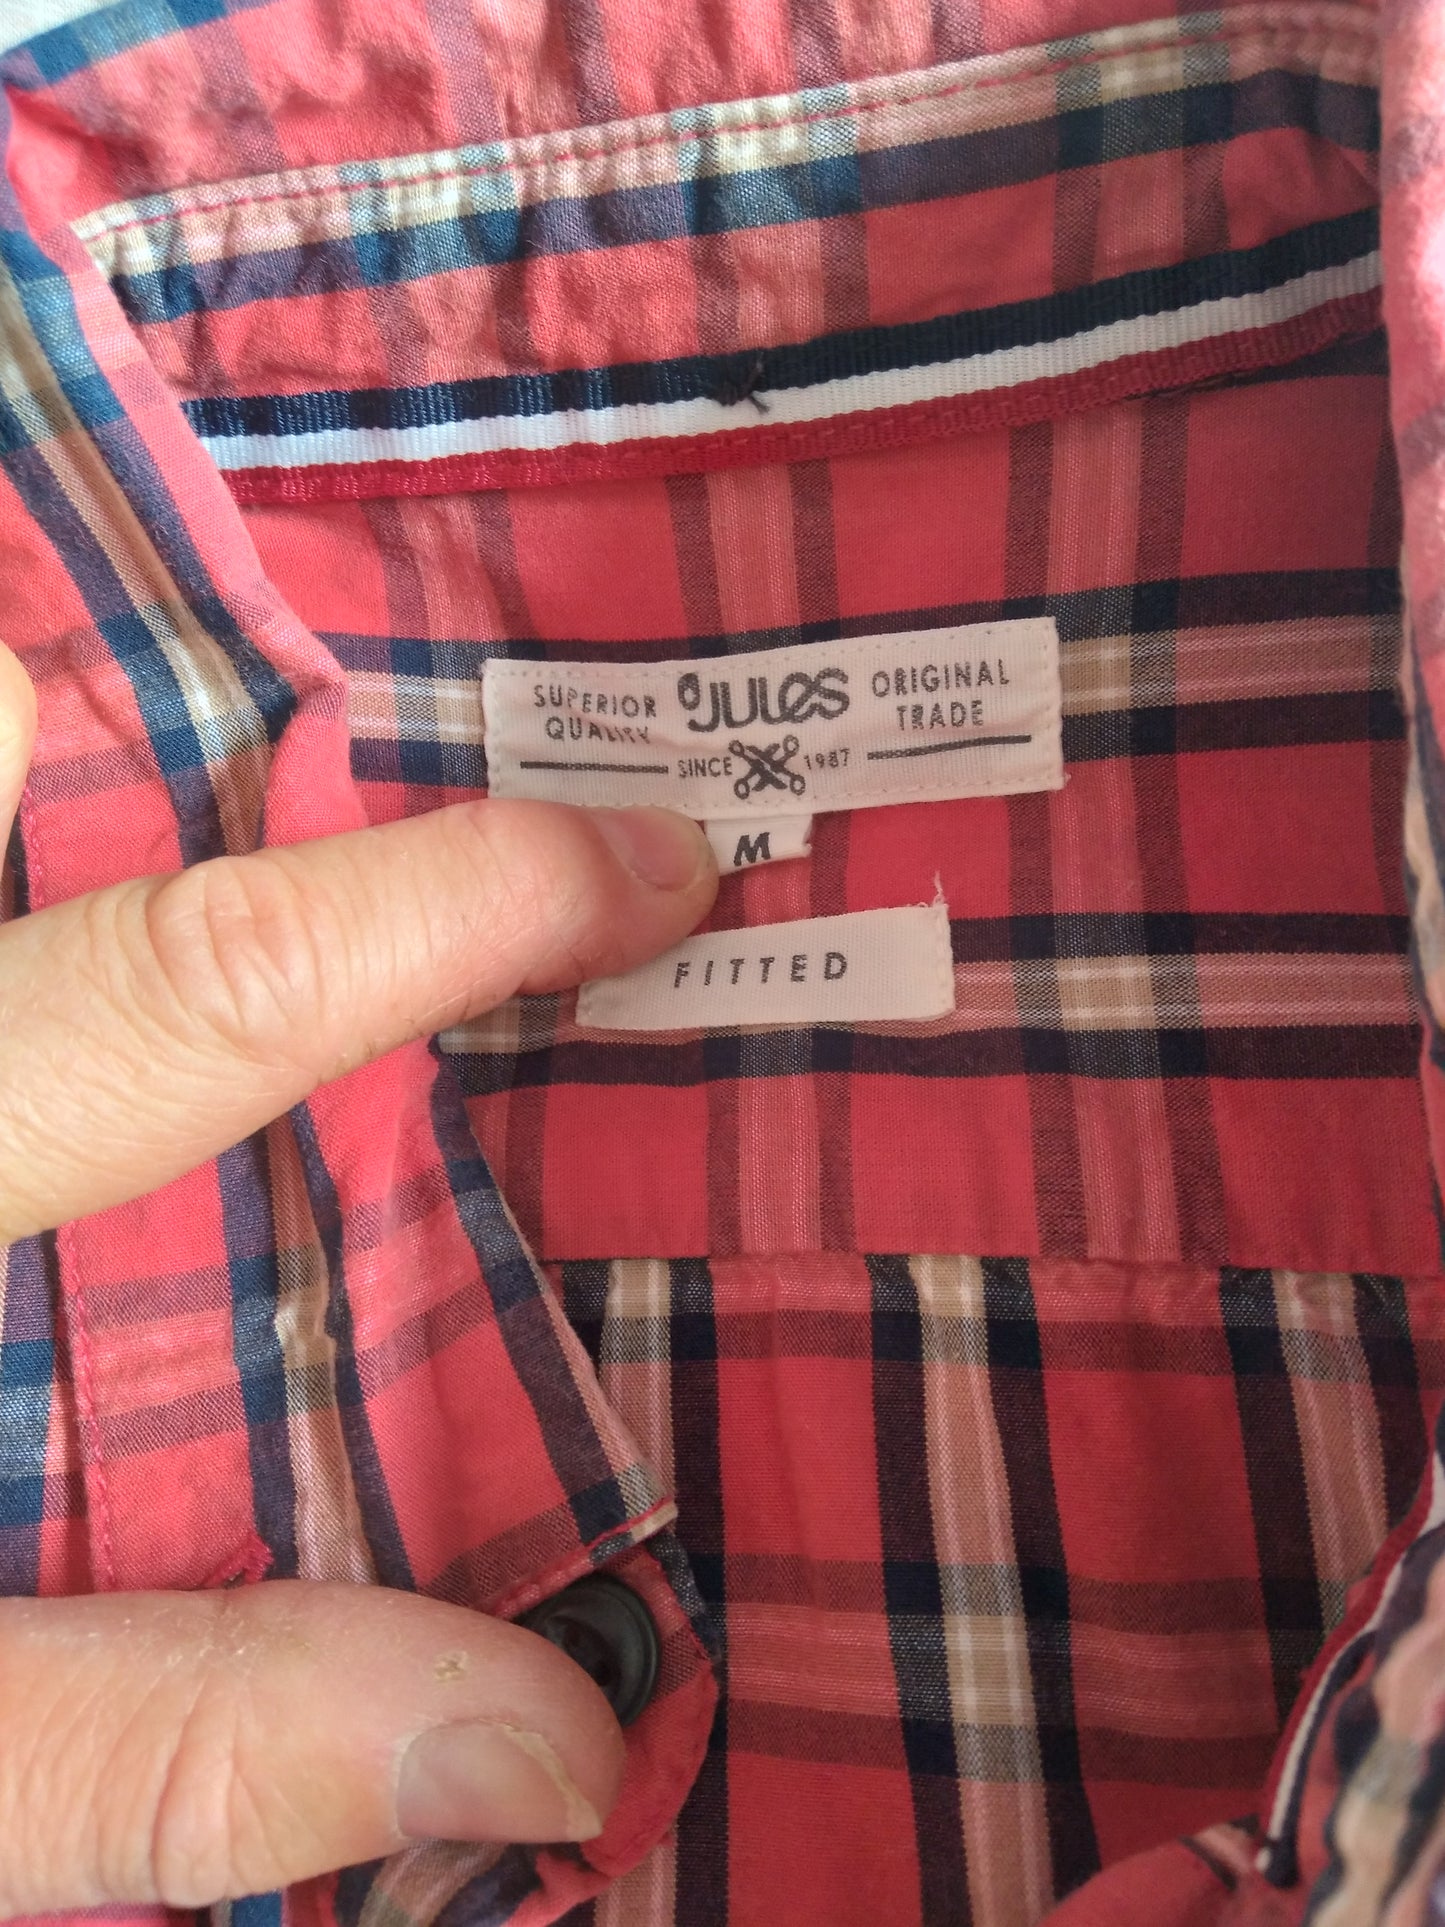 SUPERIOR
QUALITY
JULES
ORIGINAL
TRADE
SINCE 1987
M
FITTED